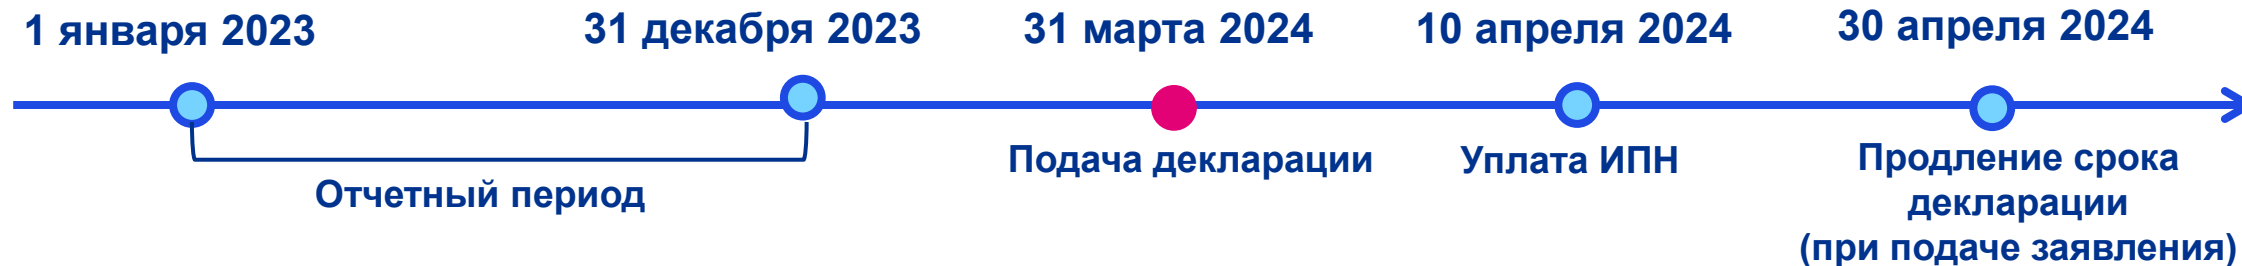 1 января 2023
31 декабря 2023
31 марта 2024
10 апреля 2024
30 апреля 2024
Отчетный период
Подача декларации
Уплата ИПН
Продление срока
декларации
(при подаче заявления)